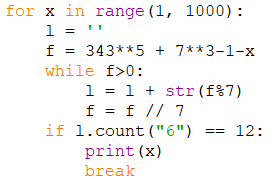 for x in range(1, 1000):
    l = ''
    f = 343**5 + 7**3-1-x
    while f>0:
        l = l + str(f%7)
        f = f // 7
    if l.count("6") == 12:
        print(x)
        break